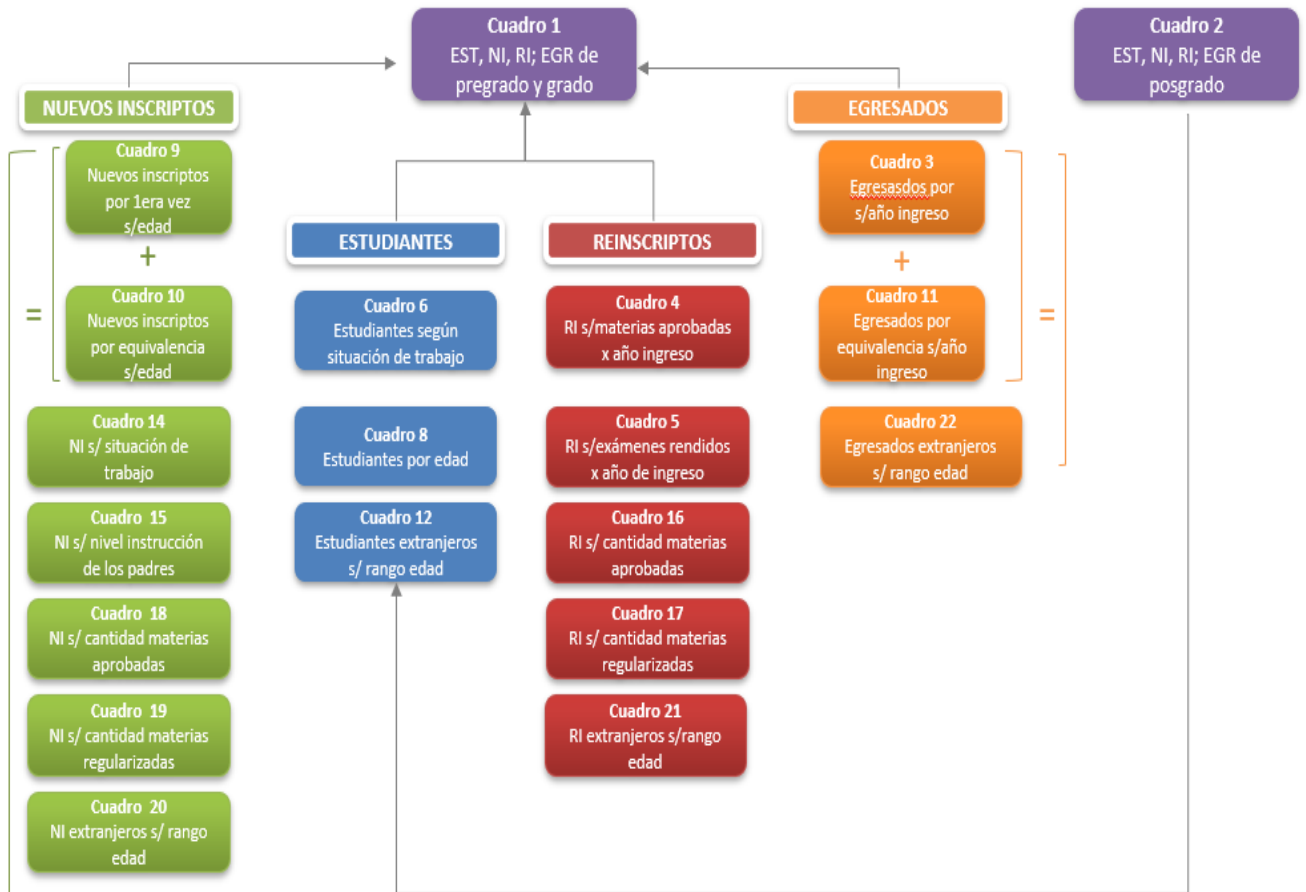 Cuadro 1
EST, NI, RI; EGR de
pregrado y grado
Cuadro 2
EST, NI, RI; EGR de
posgrado
NUEVOS INSCRIPTOS
Cuadro 9
Nuevos inscriptos
por 1era vez
s/edad
+
Cuadro 10
Nuevos inscriptos
por equivalencia
s/edad
=
Cuadro 14
NI s/ situación de
trabajo
Cuadro 15
NI s/ nivel instrucción
de los padres
Cuadro 18
NI s/ cantidad materias
aprobadas
Cuadro 19
NI s/ cantidad materias
regularizadas
Cuadro 20
NI extranjeros s/ rango
edad
ESTUDIANTES
Cuadro 6
Estudiantes según
situación de trabajo
Cuadro 8
Estudiantes por edad
Cuadro 12
Estudiantes extranjeros
s/ rango edad
REINSCRIPTOS
Cuadro 4
RI s/materias aprobadas
x año ingreso
Cuadro 5
RI s/exámenes rendidos
x año de ingreso
Cuadro 16
RI s/ cantidad materias
aprobadas
Cuadro 17
RI s/ cantidad materias
regularizadas
Cuadro 21
RI extranjeros s/rango
edad
EGRESADOS
Cuadro 3
Egresasdos por
s/año ingreso
+
Cuadro 11
Egresados por
equivalencia s/año
ingreso
=
Cuadro 22
Egresados extranjeros
s/ rango edad